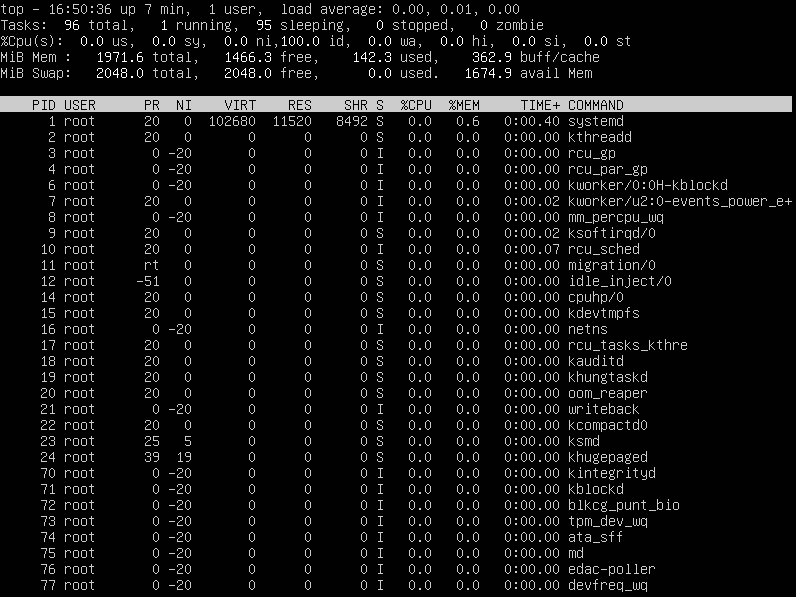 top - 16:50:36 up 7 min,  1 user,  load average: 0.00, 0.01, 0.00
Tasks:  96 total,   1 running,  95 sleeping,   0 stopped,   0 zombie
%Cpu(s):  0.0 us,  0.0 sy,  0.0 ni,100.0 id,  0.0 wa,  0.0 hi,  0.0 si,  0.0 st
MiB Mem :   1971.6 total,   1466.3 free,    142.3 used,    362.9 buff/cache
MiB Swap:   2048.0 total,   2048.0 free,      0.0 used.   1674.9 avail Mem
    PID USER      PR  NI    VIRT    RES    SHR S  %CPU  %MEM     TIME+ COMMAND
      1 root      20   0  102680  11520   8492 S   0.0   0.6   0:00.40 systemd
      2 root      20   0       0      0      0 S   0.0   0.0   0:00.00 kthreadd
      3 root       0 -20       0      0      0 I   0.0   0.0   0:00.00 rcu_gp
      4 root       0 -20       0      0      0 I   0.0   0.0   0:00.00 rcu_par_gp
      6 root       0 -20       0      0      0 I   0.0   0.0   0:00.00 kworker/0:0H-kblockd
      7 root      20   0       0      0      0 I   0.0   0.0   0:00.02 kworker/u2:0-events_power_e+
      8 root       0 -20       0      0      0 I   0.0   0.0   0:00.00 mm_percpu_wq
      9 root      20   0       0      0      0 S   0.0   0.0   0:00.02 ksoftirqd/0
     10 root      20   0       0      0      0 I   0.0   0.0   0:00.07 rcu_sched
     11 root      rt   0       0      0      0 S   0.0   0.0   0:00.00 migration/0
     12 root     -51   0       0      0      0 S   0.0   0.0   0:00.00 idle_inject/0
     14 root      20   0       0      0      0 S   0.0   0.0   0:00.00 cpuhp/0
     15 root      20   0       0      0      0 S   0.0   0.0   0:00.00 kdevtmpfs
     16 root       0 -20       0      0      0 I   0.0   0.0   0:00.00 netns
     17 root      20   0       0      0      0 S   0.0   0.0   0:00.00 rcu_tasks_kthre
     18 root      20   0       0      0      0 S   0.0   0.0   0:00.00 kauditd
     19 root      20   0       0      0      0 S   0.0   0.0   0:00.00 khungtaskd
     20 root      20   0       0      0      0 S   0.0   0.0   0:00.00 oom_reaper
     21 root       0 -20       0      0      0 I   0.0   0.0   0:00.00 writeback
     22 root      20   0       0      0      0 S   0.0   0.0   0:00.00 kcompactd0
     23 root      25   5       0      0      0 S   0.0   0.0   0:00.00 ksmd
     24 root      39  19       0      0      0 S   0.0   0.0   0:00.00 khugepaged
     70 root       0 -20       0      0      0 I   0.0   0.0   0:00.00 kintegrityd
     71 root       0 -20       0      0      0 I   0.0   0.0   0:00.00 kblockd
     72 root       0 -20       0      0      0 I   0.0   0.0   0:00.00 blkcg_punt_bio
     73 root       0 -20       0      0      0 I   0.0   0.0   0:00.00 tpm_dev_wq
     74 root       0 -20       0      0      0 I   0.0   0.0   0:00.00 ata_sff
     75 root       0 -20       0      0      0 I   0.0   0.0   0:00.00 md
     76 root       0 -20       0      0      0 I   0.0   0.0   0:00.00 edac-poller
     77 root       0 -20       0      0      0 I   0.0   0.0   0:00.00 devfreq_wq